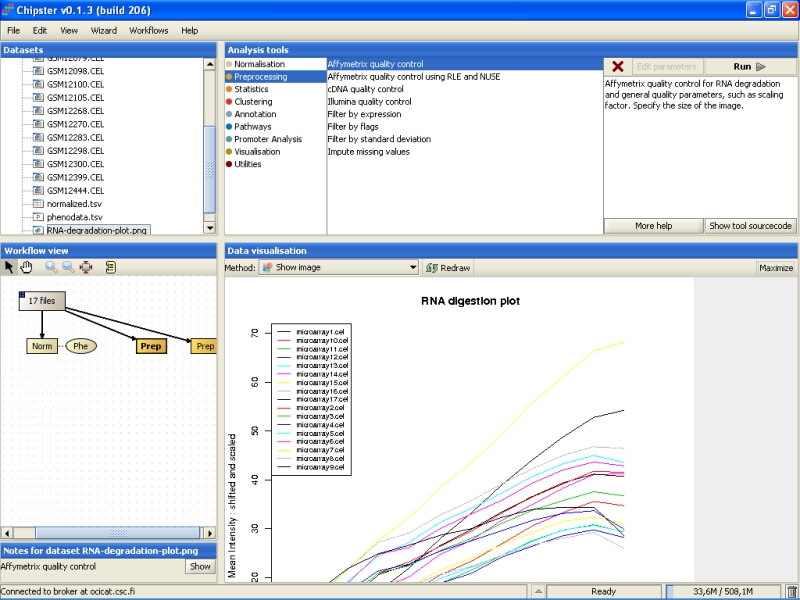 Chipster v0.1.3 (build 206)
File Edit View Wizard Workflows Help
Datasets
GSM12079.CEL
GSM12098.CEL
GSM12100.CEL
GSM12105.CEL
GSM12268.CEL
GSM12270.CEL
GSM12283.CEL
GSM12298.CEL
GSM12300.CEL
GSM12399.CEL
GSM12444.CEL
normalized.tsv
phenodata.tsv
RNA-degradation-plot.png
Analysis tools
Normalisation
Preprocessing
Statistics
Clustering
Annotation
Pathways
Promoter Analysis
Visualisation
Utilities
Affymetrix quality control
Affymetrix quality control using RLE and NUSE
cDNA quality control
Illumina quality control
Filter by expression
Filter by flags
Filter by standard deviation
Impute missing values
Edit parameters Run
Affymetrix quality control for RNA degradation
and general quality parameters, such as scaling
factor. Specify the size of the image.
More help Show tool sourcecode
Workflow view
17 files
Norm Phe Prep Prep
Notes for dataset RNA-degradation-plot.png
Affymetrix quality control Show
Data visualisation
Method: Show image Redraw Maximize
RNA digestion plot
70
60
50
40
30
20
Mean Intensity : shifted and scaled
microarray1.cel
microarray10.cel
microarray11.cel
microarray12.cel
microarray13.cel
microarray14.cel
microarray15.cel
microarray16.cel
microarray17.cel
microarray2.cel
microarray3.cel
microarray4.cel
microarray5.cel
microarray6.cel
microarray7.cel
microarray8.cel
microarray9.cel
Connected to broker at ocicat.csc.fi Ready 33,6M / 508,1M